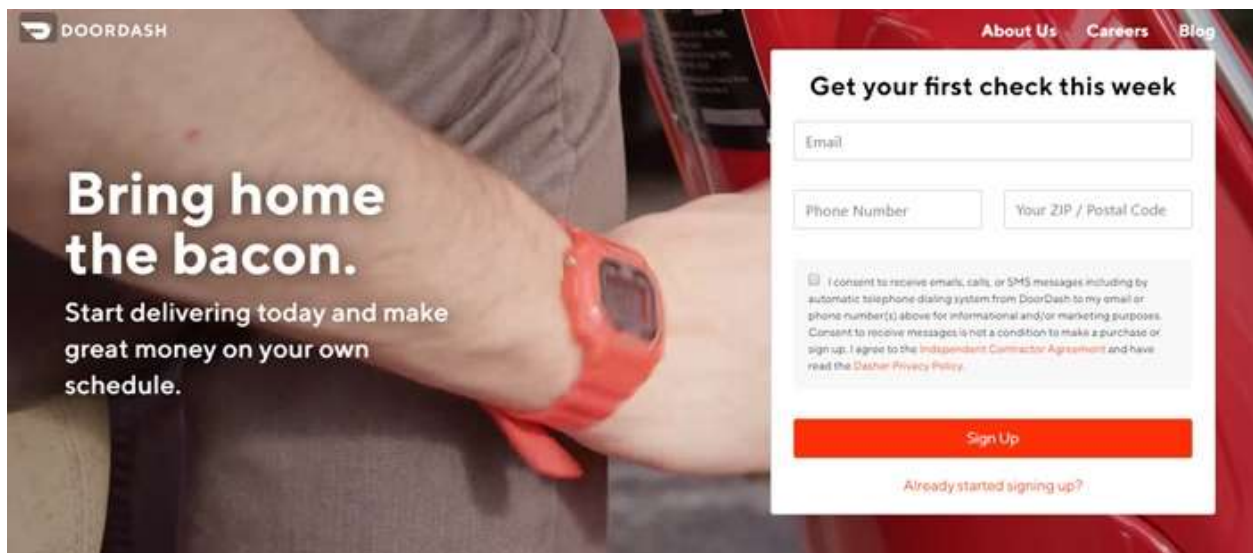 DOORDASH
About Us Careers Blog
Get your first check this week
Email
Phone Number
Your ZIP / Postal Code
Bring home
the bacon.
Start delivering today and make
great money on your own
schedule.
I consent to receive emails, calls, or SMS messages including by
automatic telephone dialing system from DoorDash to my email or
phone number(s) above for informational and/or marketing purposes.
Consent to receive messages is not a condition to make a purchase or
sign up. I agree to the Independent Contractor Agreement and have
read the Dasher Privacy Policy.
Sign Up
Already started signing up?